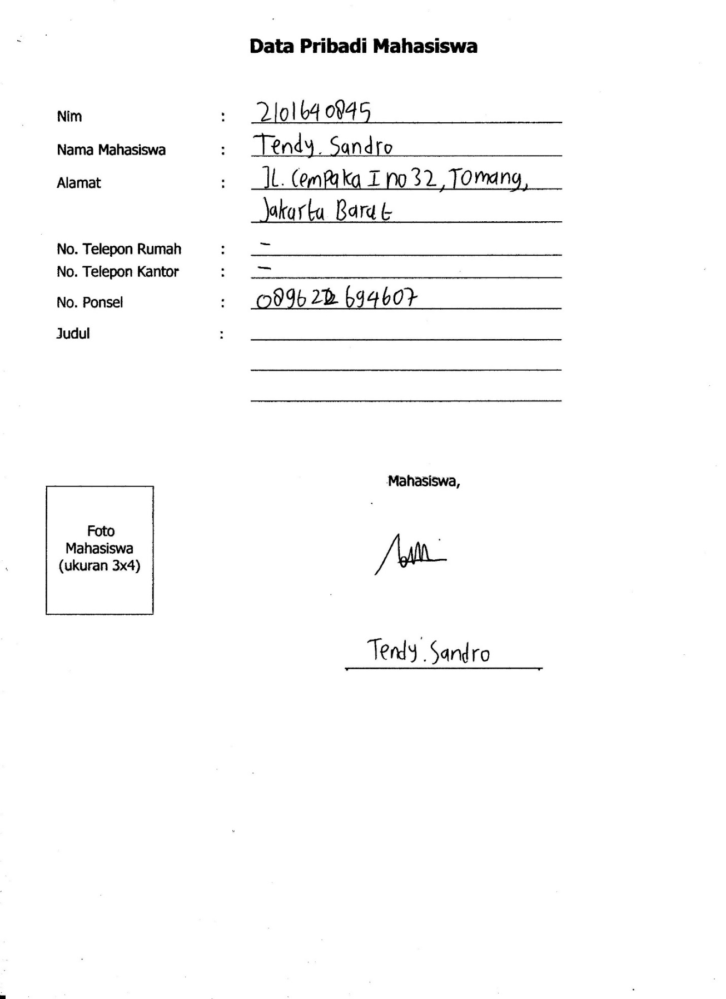 Data Pribadi Mahasiswa
Nim : 2101640845
Nama Mahasiswa : Tendy. Sandro
Alamat : JL. Cempaka I no 32, Tomang,
Jakarta Barat
No. Telepon Rumah : -
No. Telepon Kantor : -
No. Ponsel :
Judul :
Mahasiswa,
Foto
Mahasiswa
(ukuran 3x4)
Tendy. Sandro